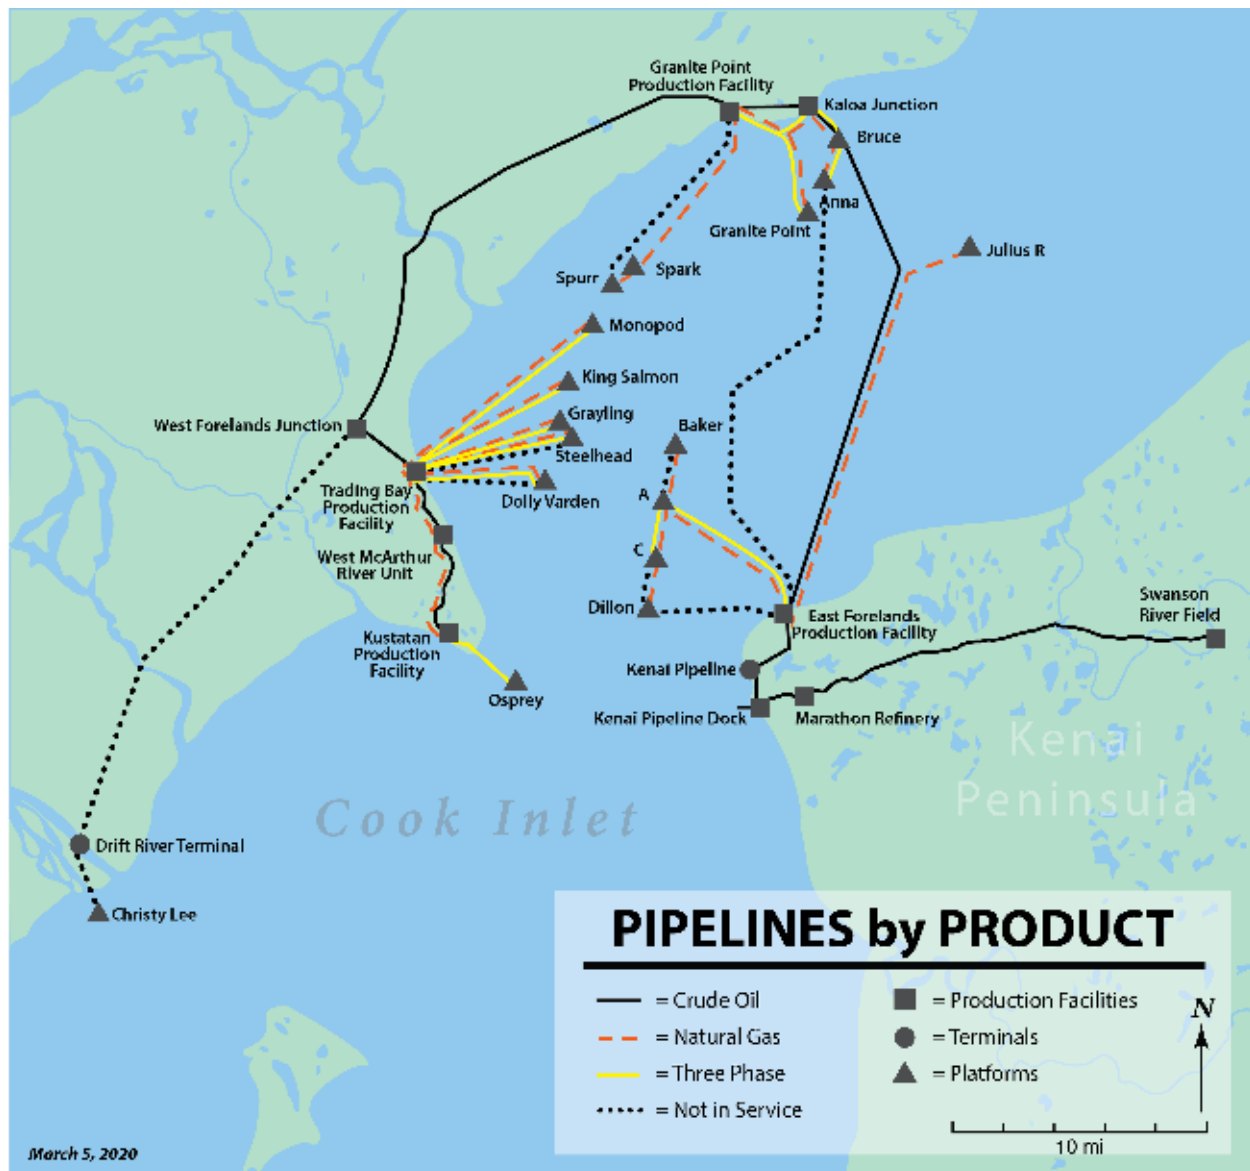 Granite Point
Production Facility
Kaloa Junction
Bruce
Anna
Granite Point
Julius R
Spurr
Spark
Monopod
King Salmon
Grayling
Steelhead
Dolly Varden
West Forelands Junction
Trading Bay
Production
Facility
West McArthur
River Unit
Kustatan
Production
Facility
Osprey
Baker
A
C
Dillon
East Forelands
Production Facility
Swanson
River Field
Kenai Pipeline
Kenai Pipeline Dock
Marathon Refinery
Kenai
Peninsula
Cook Inlet
Drift River Terminal
Christy Lee
PIPELINES by PRODUCT
= Crude Oil
= Natural Gas
= Three Phase
= Not in Service
= Production Facilities
= Terminals
= Platforms
N
10 mi
March 5, 2020